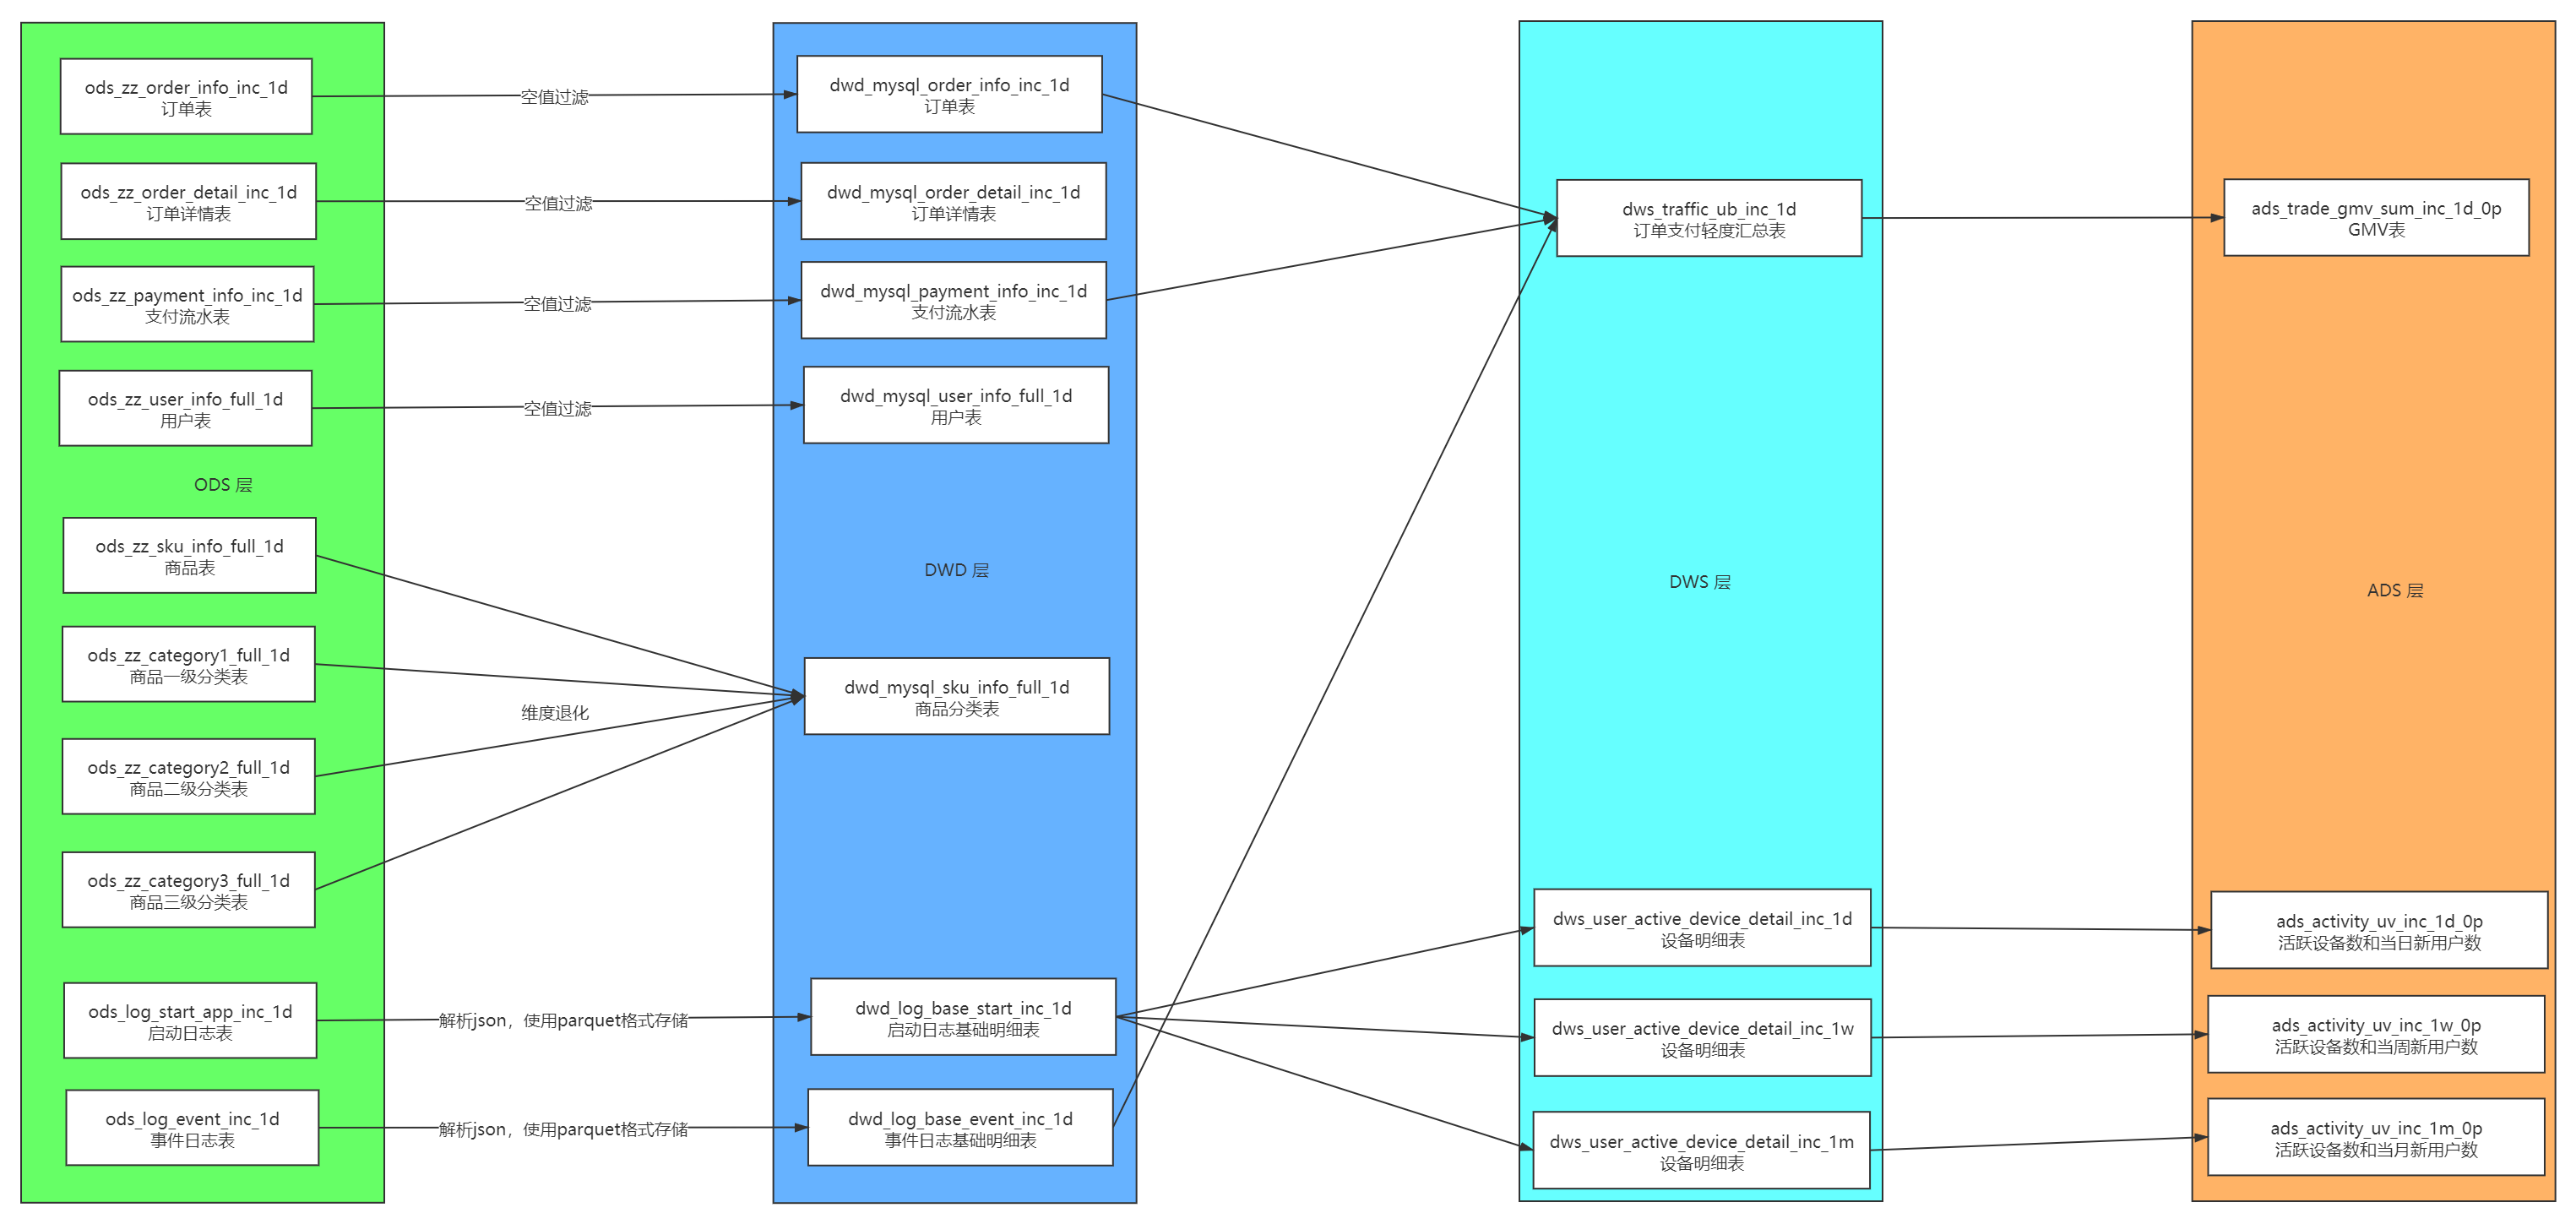 ods_zz_order_info_inc_1d
订单表
ods_zz_order_detail_inc_1d
订单详情表
ods_zz_payment_info_inc_1d
支付流水表
ods_zz_user_info_full_1d
用户表
ODS 层
ods_zz_sku_info_full_1d
商品表
ods_zz_category1_full_1d
商品一级分类表
ods_zz_category2_full_1d
商品二级分类表
ods_zz_category3_full_1d
商品三级分类表
ods_log_start_app_inc_1d
启动日志表
ods_log_event_inc_1d
事件日志表
空值过滤
空值过滤
空值过滤
空值过滤
维度退化
解析json，使用parquet格式存储
解析json，使用parquet格式存储
dwd_mysql_order_info_inc_1d
订单表
dwd_mysql_order_detail_inc_1d
订单详情表
dwd_mysql_payment_info_inc_1d
支付流水表
dwd_mysql_user_info_full_1d
用户表
DWD 层
dwd_mysql_sku_info_full_1d
商品分类表
dwd_log_base_start_inc_1d
启动日志基础明细表
dwd_log_base_event_inc_1d
事件日志基础明细表
dws_traffic_ub_inc_1d
订单支付轻度汇总表
DWS 层
dws_user_active_device_detail_inc_1d
设备明细表
dws_user_active_device_detail_inc_1w
设备明细表
dws_user_active_device_detail_inc_1m
设备明细表
ads_trade_gmv_sum_inc_1d_0p
GMV表
ADS 层
ads_activity_uv_inc_1d_0p
活跃设备数和当日新用户数
ads_activity_uv_inc_1w_0p
活跃设备数和当周新用户数
ads_activity_uv_inc_1m_0p
活跃设备数和当月新用户数